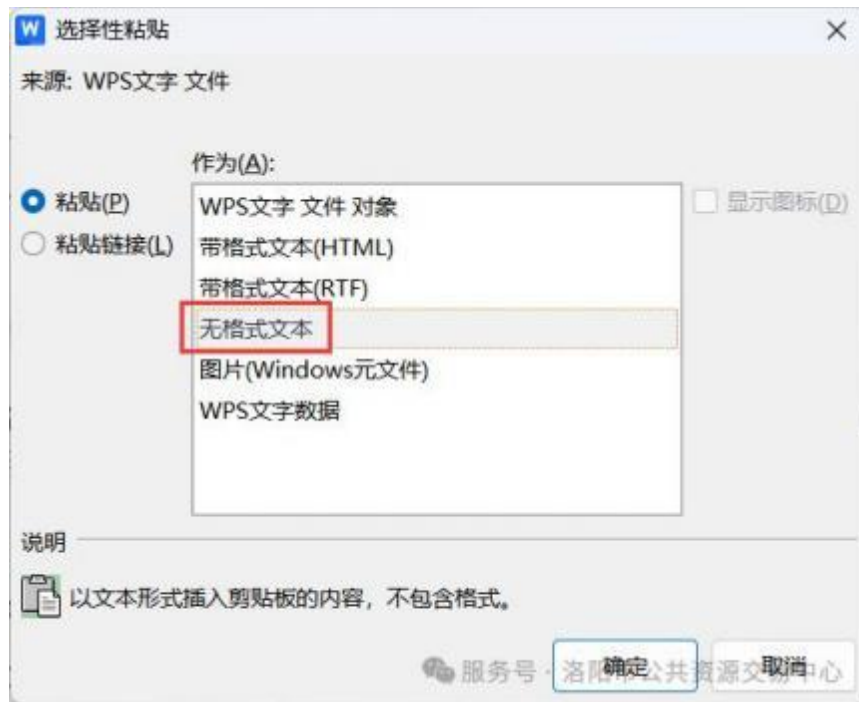 选择性粘贴
来源: WPS文字 文件
作为(A):
粘贴(P)
粘贴链接(L)
WPS文字 文件 对象
带格式文本(HTML)
带格式文本(RTF)
无格式文本
图片(Windows元文件)
WPS文字数据
显示图标(D)
说明
以文本形式插入剪贴板的内容，不包含格式。
确定
取消
服务号 · 洛阳市公共资源交易中心